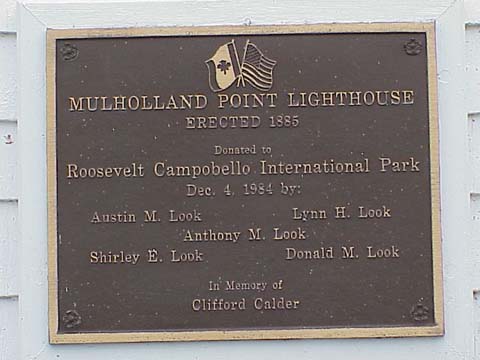 MULHOLLAND POINT LIGHTHOUSE
ERECTED 1885
Donated to
Roosevelt Campobello International Park
Dec. 4, 1984 by:
Austin M. Look Lynn H. Look
Anthony M. Look
Shirley E. Look Donald M. Look
In Memory of
Clifford Calder